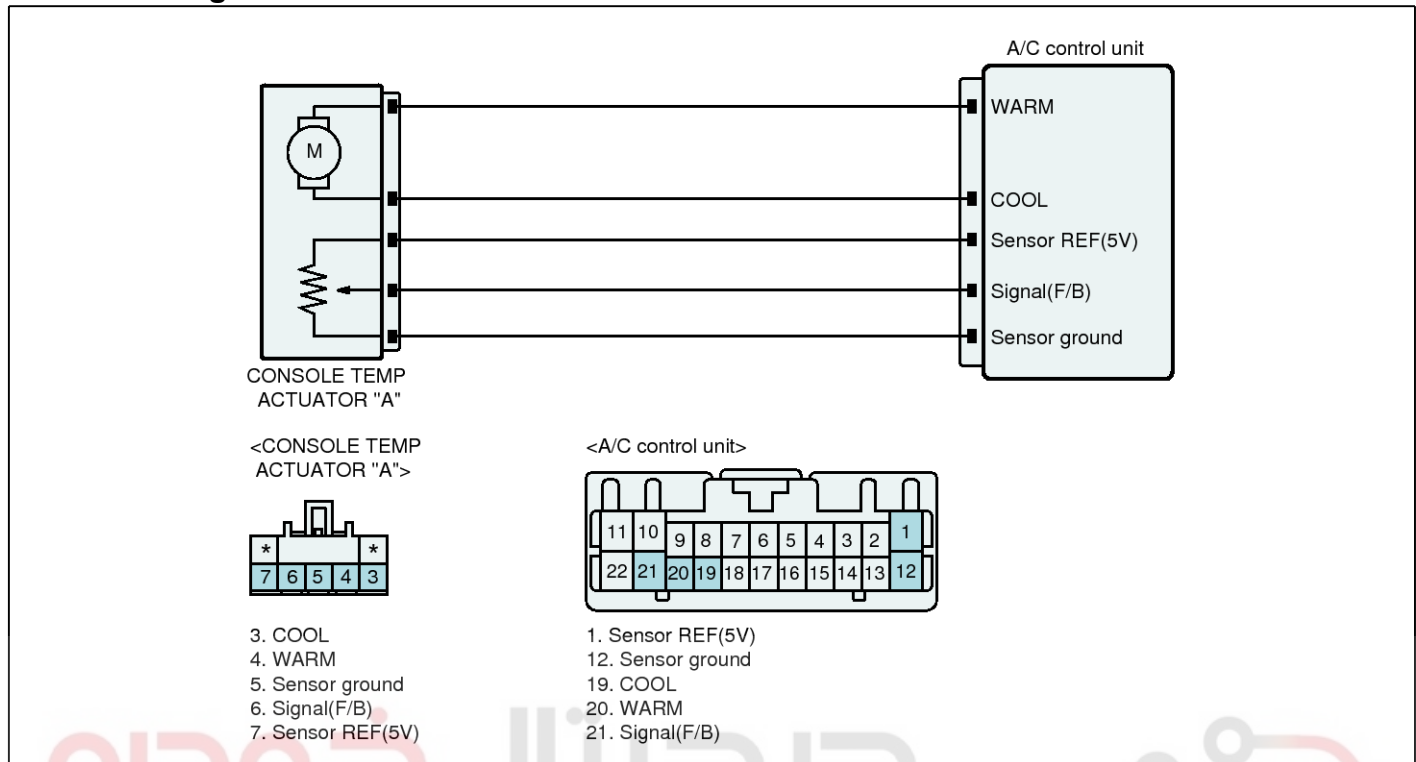 A/C control unit
WARM
M
COOL
Sensor REF(5V)
Signal(F/B)
Sensor ground
CONSOLE TEMP
ACTUATOR "A"
<CONSOLE TEMP
ACTUATOR "A">
* *
7 6 5 4 3
3. COOL
4. WARM
5. Sensor ground
6. Signal(F/B)
7. Sensor REF(5V)
<A/C control unit>
11 10 9 8 7 6 5 4 3 2 1
22 21 20 19 18 17 16 15 14 13 12
1. Sensor REF(5V)
12. Sensor ground
19. COOL
20. WARM
21. Signal(F/B)